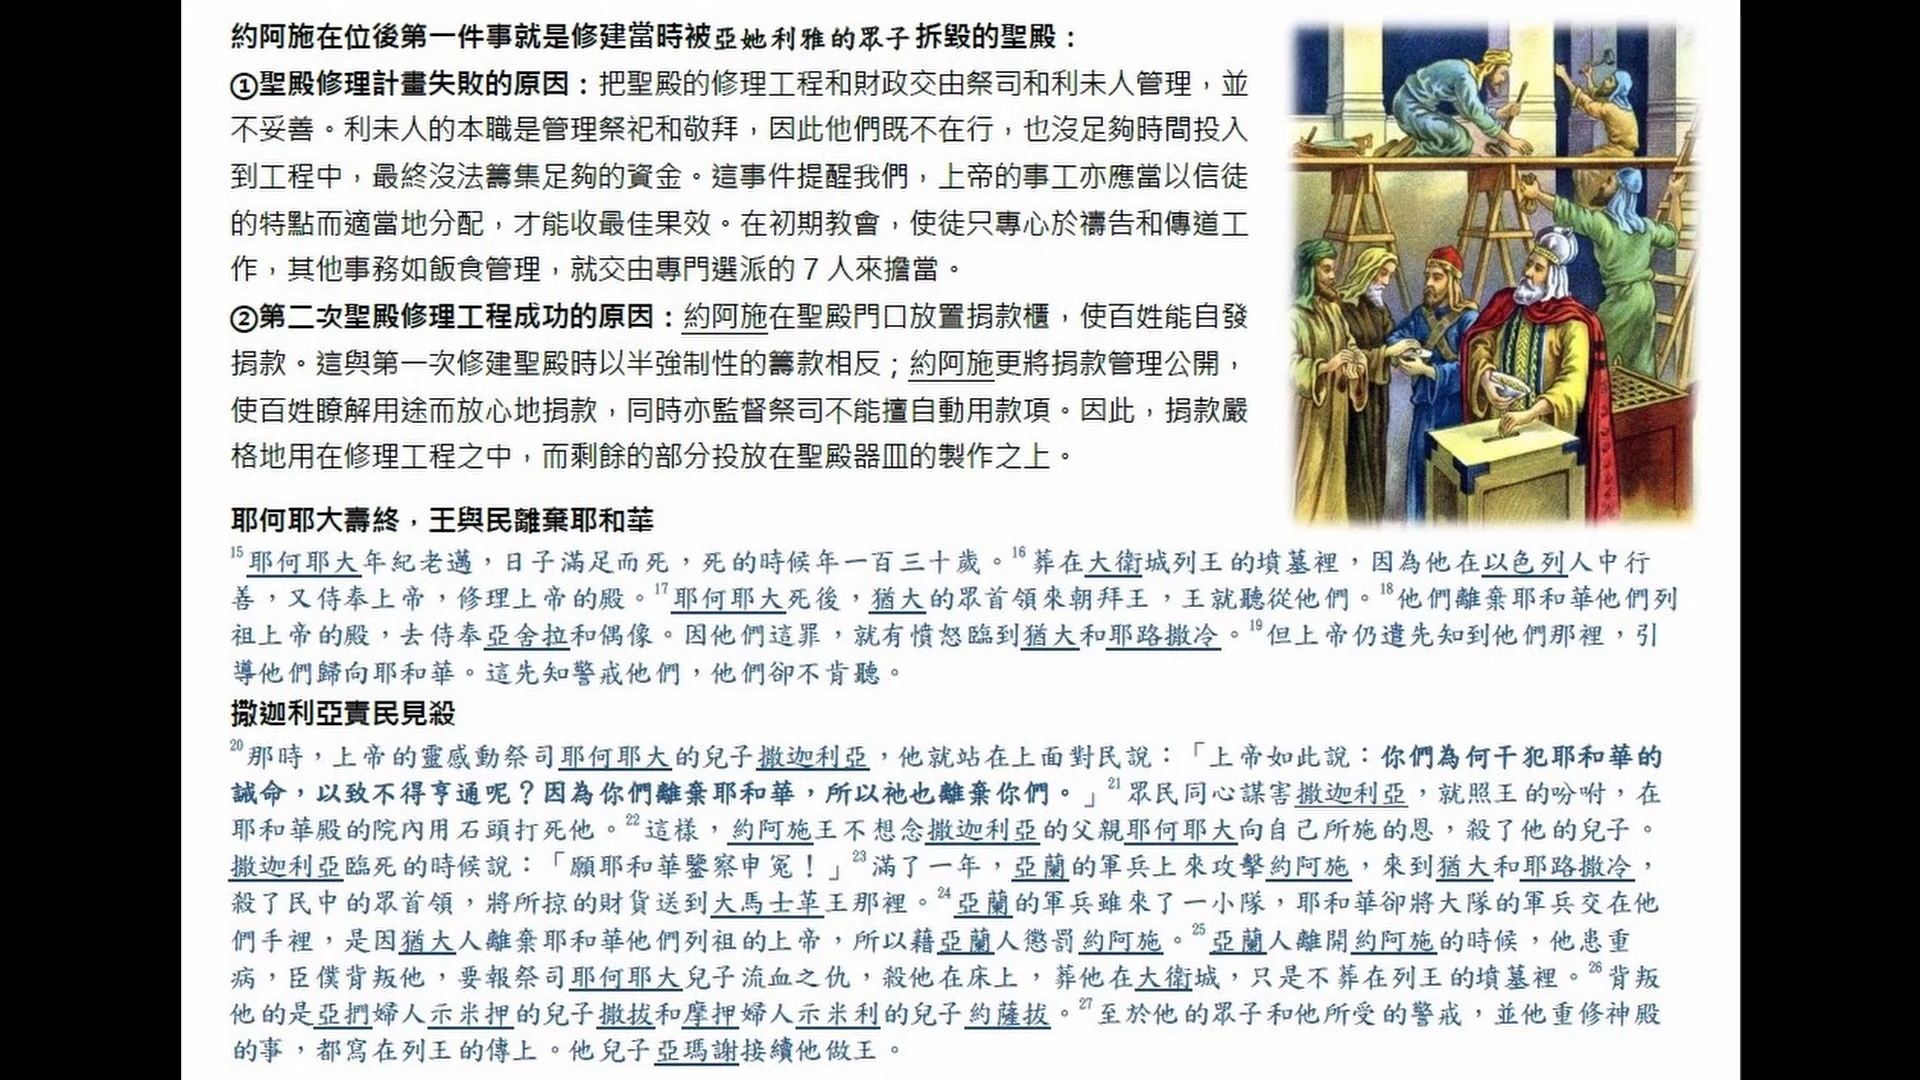 約阿施在位後第一件事就是修建當時被亞她利雅的眾子拆毀的聖殿：
①聖殿修理計畫失敗的原因：把聖殿的修理工程和財政交由祭司和利未人管理，並
不妥善。利未人的本職是管理祭祀和敬拜，因此他們既不在行，也沒足夠時間投入
到工程中，最終沒法籌集足夠的資金。這事件提醒我們，上帝的事工亦應當以信徒
的特點而適當地分配，才能收最佳果效。在初期教會，使徒只專心於禱告和傳道工
作，其他事務如飯食管理，就交由專門選派的 7 人來擔當。
②第二次聖殿修理工程成功的原因：約阿施在聖殿門口放置捐款櫃，使百姓能自發
捐款。這與第一次修建聖殿時以半強制性的籌款相反；約阿施更將捐款管理公開，
使百姓瞭解用途而放心地捐款，同時亦監督祭司不能擅自動用款項。因此，捐款嚴
格地用在修理工程之中，而剩餘的部分投放在聖殿器皿的製作之上。
耶何耶大壽終，王與民離棄耶和華
15耶何耶大年紀老邁，日子滿足而死，死的時候年一百三十歲。16葬在大衛城列王的墳墓裡，因為他在以色列人中行
善，又侍奉上帝，修理上帝的殿。17耶何耶大死後，猶大的眾首領來朝拜王，王就聽從他們。18他們離棄耶和華他們列
祖上帝的殿，去侍奉亞舍拉和偶像。因他們這罪，就有憤怒臨到猶大和耶路撒冷。19但上帝仍遣先知到他們那裡，引
導他們歸向耶和華。這先知警戒他們，他們卻不肯聽。
撒迦利亞責民見殺
20那時，上帝的靈感動祭司耶何耶大的兒子撒迦利亞，他就站在上面對民說：「上帝如此說：你們為何干犯耶和華的
誡命，以致不得亨通呢？因為你們離棄耶和華，所以祂也離棄你們。」21眾民同心謀害撒迦利亞，就照王的吩咐，在
耶和華殿的院內用石頭打死他。22這樣，約阿施王不想念撒迦利亞的父親耶何耶大向自己所施的恩，殺了他的兒子。
撒迦利亞臨死的時候說：「願耶和華鑒察申冤！」23滿了一年，亞蘭的軍兵上來攻擊約阿施，來到猶大和耶路撒冷，
殺了民中的眾首領，將所掠的財貨送到大馬士革王那裡。24亞蘭的軍兵雖來了一小隊，耶和華卻將大隊的軍兵交在他
們手裡，是因猶大人離棄耶和華他們列祖的上帝，所以藉亞蘭人懲罰約阿施。25亞蘭人離開約阿施的時候，他患重
病，臣僕背叛他，要報祭司耶何耶大兒子流血之仇，殺他在床上，葬他在大衛城，只是不葬在列王的墳墓裡。26背叛
他的是亞捫婦人示米押的兒子撒拔和摩押婦人示米利的兒子約薩拔。27至於他的眾子和他所受的警戒，並他重修神殿
的事，都寫在列王的傳上。他兒子亞瑪謝接續他做王。